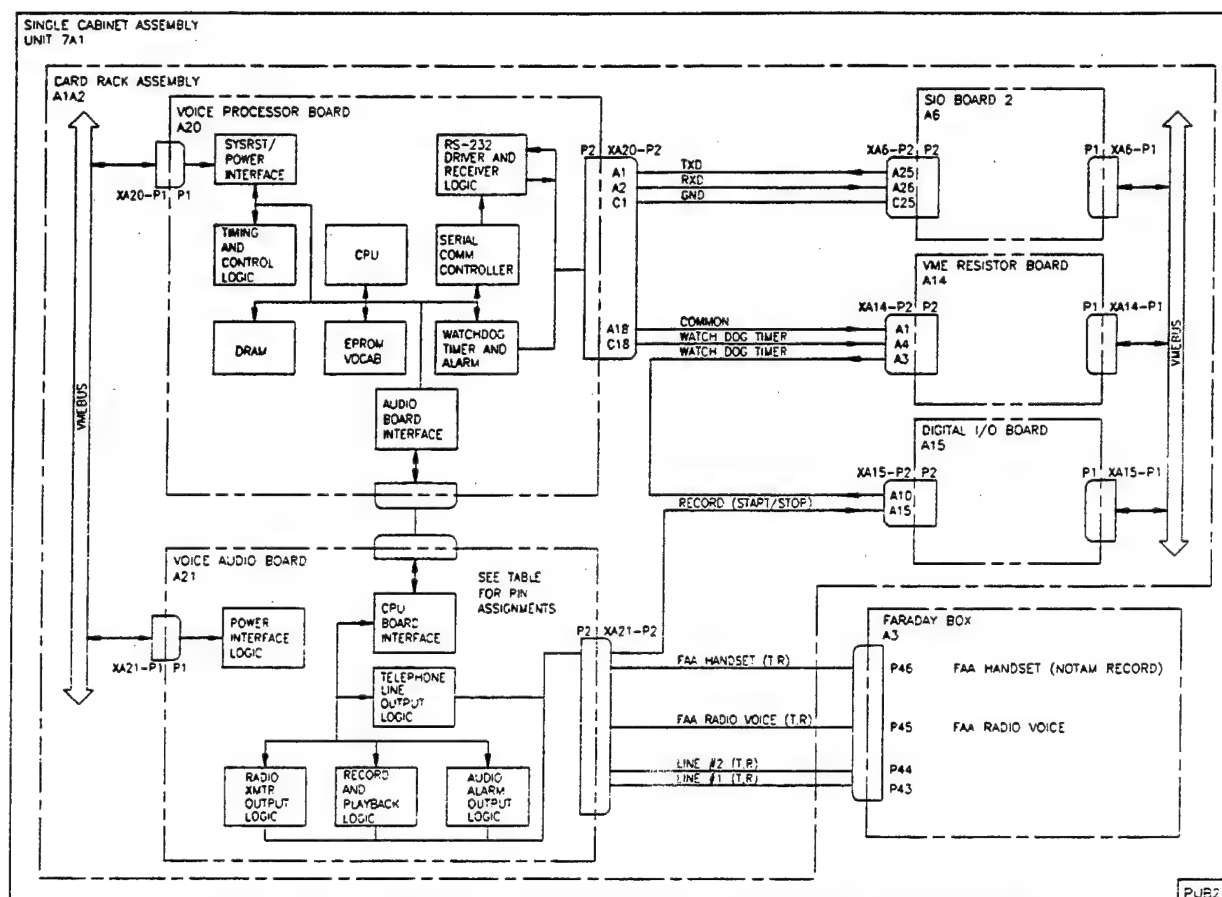 SINGLE CABINET ASSEMBLY
UNIT 7A1
CARD RACK ASSEMBLY
A1A2
VOICE PROCESSOR BOARD
A20
SYSRST/
POWER
INTERFACE
RS-232
DRIVER AND
RECEIVER
LOGIC
XA20-P1 P1
TIMING
AND
CONTROL
LOGIC
CPU
SERIAL
COMM
CONTROLLER
DRAM
EPROM
VOCAB
WATCHDOG
TIMER AND
ALARM
AUDIO
BOARD
INTERFACE
VMEBUS
P2 XA20-P2
A1
A2
C1
A18
C18
TXD
RXD
GND
COMMON
WATCH DOG TIMER
WATCH DOG TIMER
RECORD (START/STOP)
SIO BOARD 2
A6
XA6-P2 P2
A25
A26
C25
P1 XA6-P1
VME RESISTOR BOARD
A14
XA14-P2 P2
A1
A4
A3
P1 XA14-P1
VMEBUS
DIGITAL I/O BOARD
A15
XA15-P2 P2
A10
A15
P1 XA15-P1
VOICE AUDIO BOARD
A21
SEE TABLE
FOR PIN
ASSIGNMENTS
POWER
INTERFACE
LOGIC
XA21-P1 P1
CPU
BOARD
INTERFACE
TELEPHONE
LINE
OUTPUT
LOGIC
RADIO
XMTR
OUTPUT
LOGIC
RECORD
AND
PLAYBACK
LOGIC
AUDIO
ALARM
OUTPUT
LOGIC
P2 XA21-P2
FAA HANDSET (T,R)
FAA RADIO VOICE (T,R)
LINE #2 (T,R)
LINE #1 (T,R)
FARADAY BOX
A3
P46 FAA HANDSET (NOTAM RECORD)
P45 FAA RADIO VOICE
P44
P43
PUB2